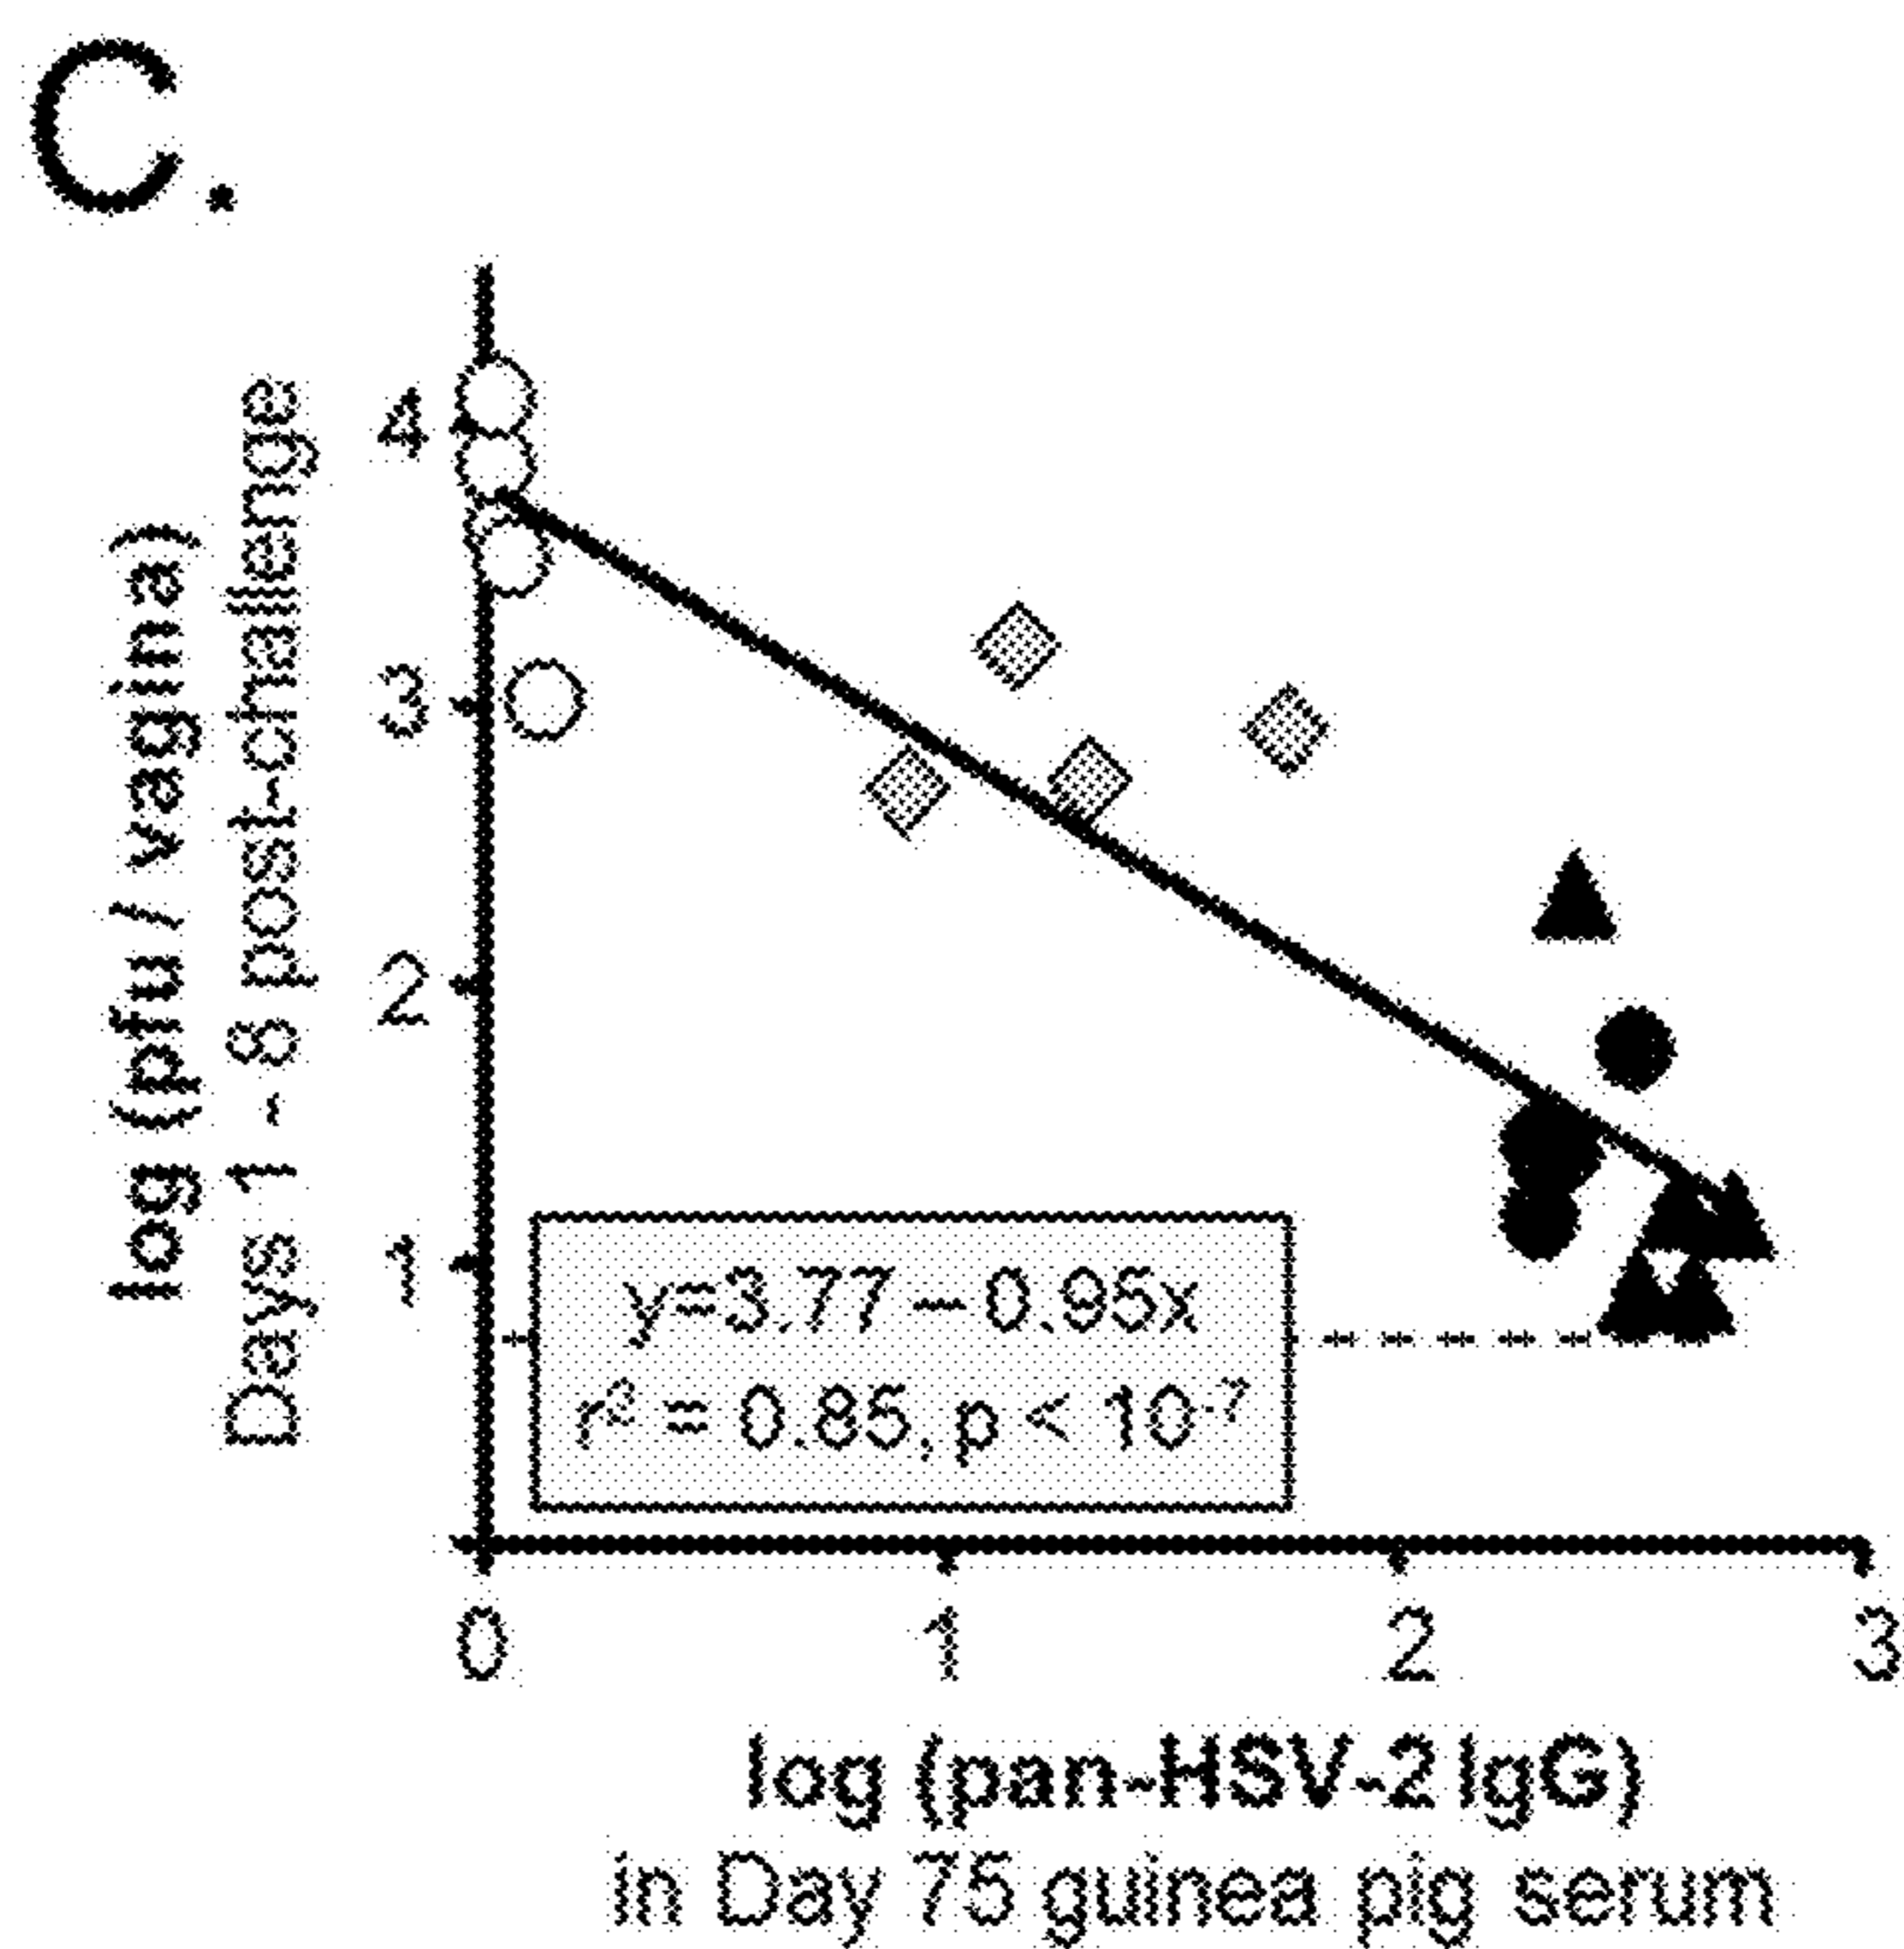 C.
log (pfu / vagina)
Days 1 - 8 post-challenge
4
3
2
1
y=3.77–0.95x
r² = 0.85, p < 10⁻⁷
0 1 2 3
log (pan-HSV-2 IgG)
in Day 75 guinea pig serum